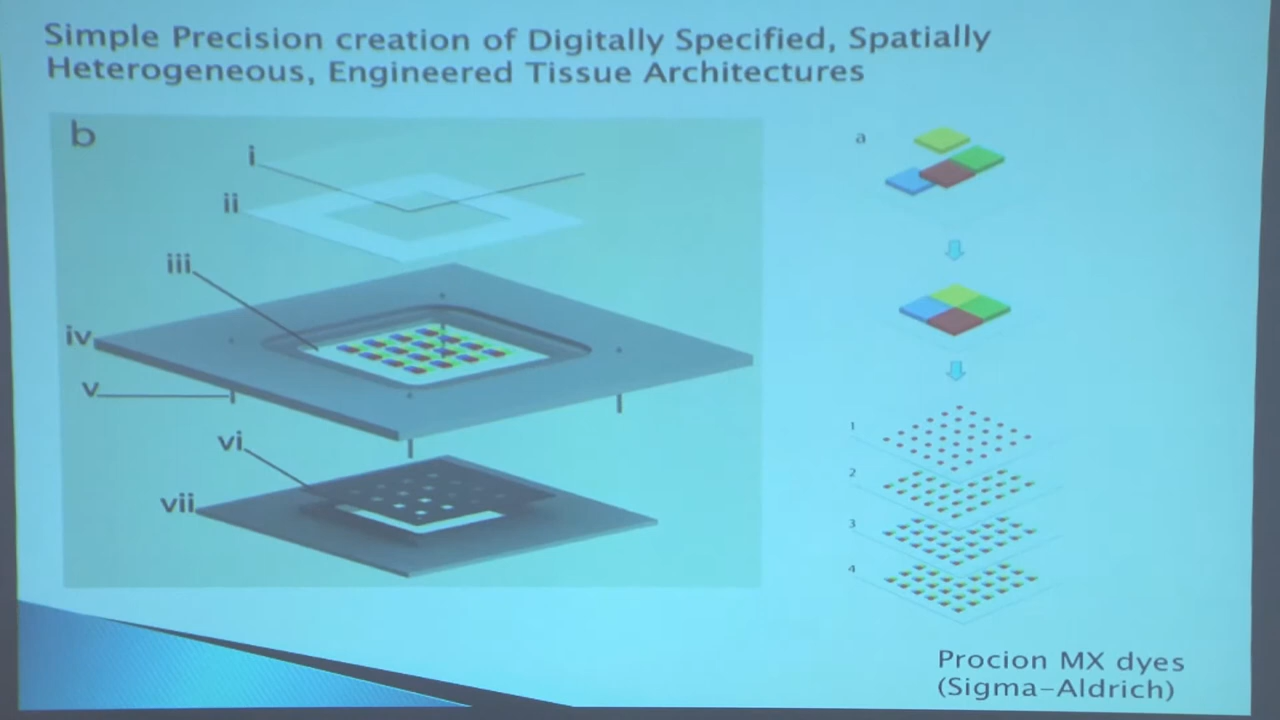 Simple Precision creation of Digitally Specified, Spatially
Heterogeneous, Engineered Tissue Architectures
b
i
ii
iii
iv
v
vi
vii
a
1
2
3
4
Procion MX dyes
(Sigma-Aldrich)